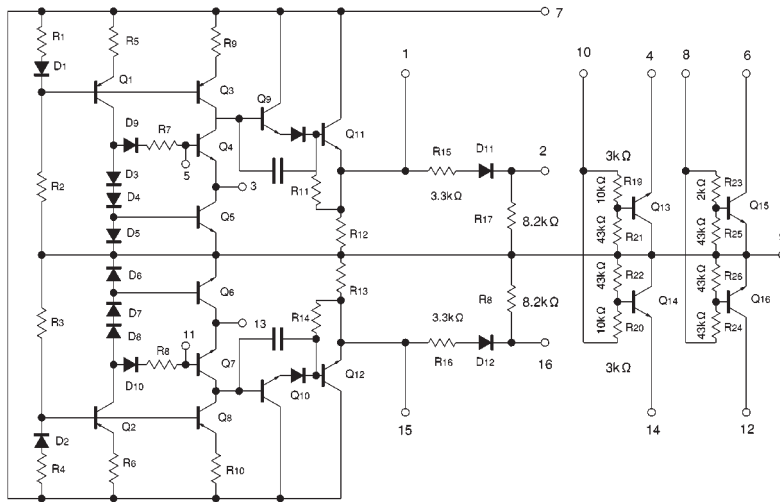 7
R1
R5
R9
D1
Q1
Q3
Q9
Q11
1
10
4
8
6
D9
R7
Q4
5
R15
D11
2
3.3kΩ
3kΩ
R2
D3
D4
D5
3
Q5
R11
R12
R17
8.2kΩ
10kΩ
R19
Q13
43kΩ
R21
2kΩ
R23
Q15
43kΩ
R25
D6
D7
D8
Q6
R13
R3
11
13
R14
R8
8.2kΩ
3.3kΩ
43kΩ
R22
Q14
10kΩ
R20
3kΩ
43kΩ
R26
Q16
43kΩ
R24
D10
R8
Q7
Q10
Q12
R16
D12
16
D2
Q2
Q8
R4
R6
R10
15
14
12